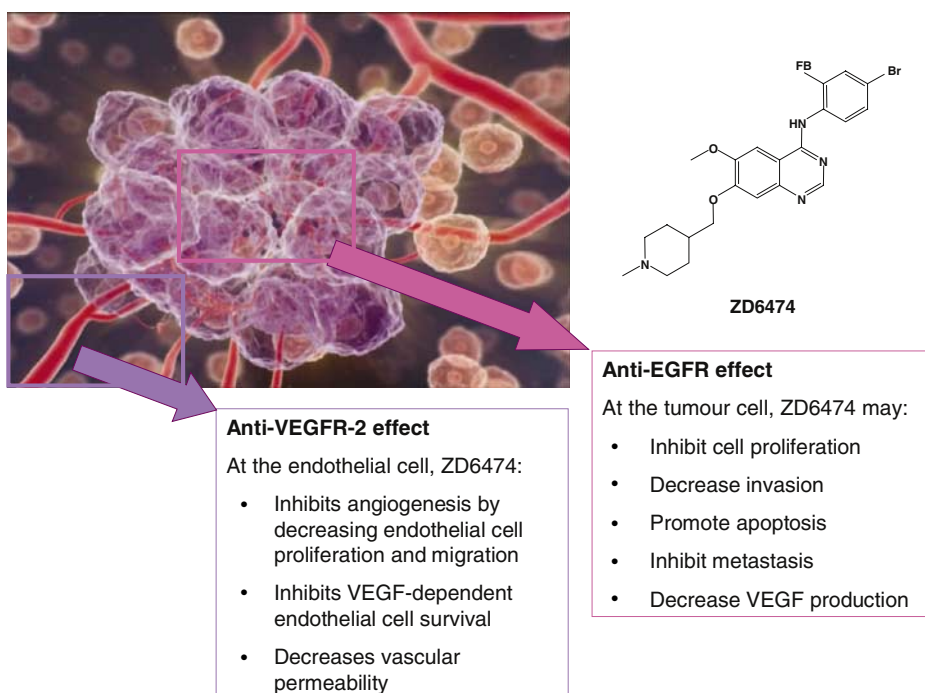 FB
Br
HN
O
N
N
O
N
ZD6474
Anti-EGFR effect
At the tumour cell, ZD6474 may:
• Inhibit cell proliferation
• Decrease invasion
• Promote apoptosis
• Inhibit metastasis
• Decrease VEGF production
Anti-VEGFR-2 effect
At the endothelial cell, ZD6474:
• Inhibits angiogenesis by
decreasing endothelial cell
proliferation and migration
• Inhibits VEGF-dependent
endothelial cell survival
• Decreases vascular
permeability